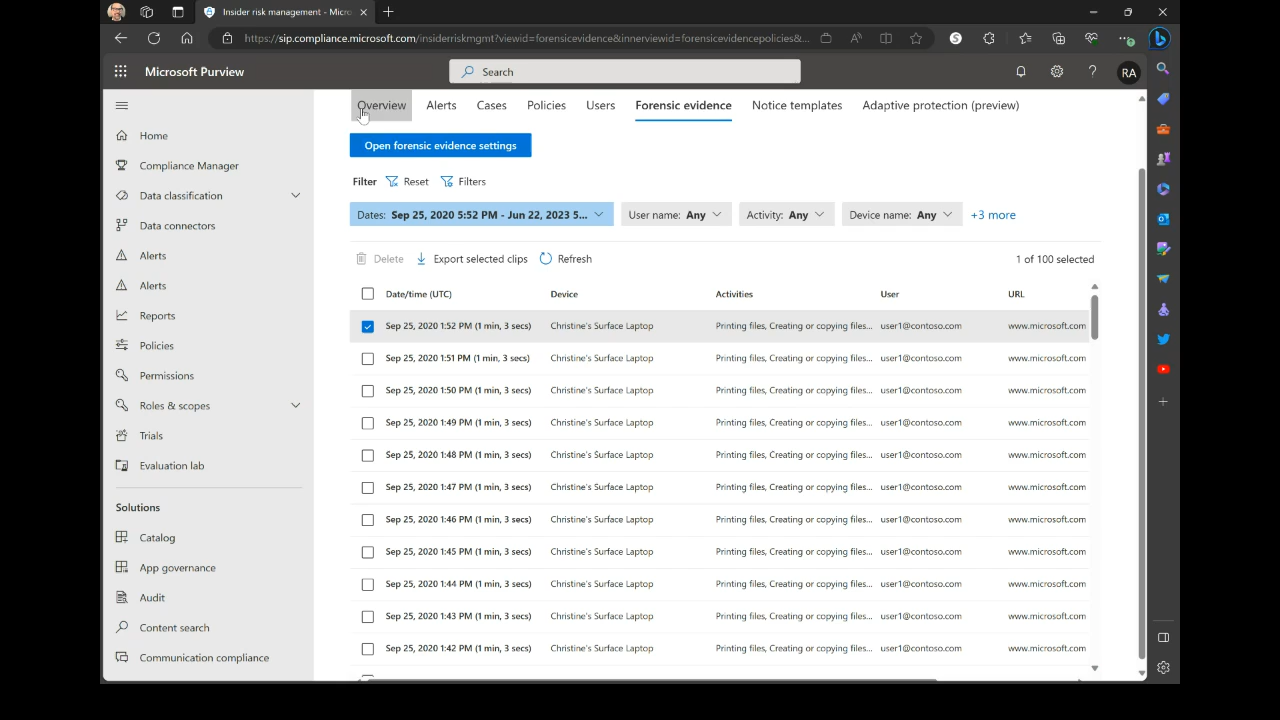 Insider risk management - Micro
https://sip.compliance.microsoft.com/insiderriskmgmt?viewid=forensicevidence&innerviewid=forensicevidencepolicies&...
Microsoft Purview
Search
RA
Overview Alerts Cases Policies Users Forensic evidence Notice templates Adaptive protection (preview)
Open forensic evidence settings
Filter Reset Filters
Dates: Sep 25, 2020 5:52 PM - Jun 22, 2023 5... User name: Any Activity: Any Device name: Any +3 more
Delete Export selected clips Refresh 1 of 100 selected
Date/time (UTC) Device Activities User URL
Sep 25, 2020 1:52 PM (1 min, 3 secs) Christine's Surface Laptop Printing files, Creating or copying files... user1@contoso.com www.microsoft.com
Sep 25, 2020 1:51 PM (1 min, 3 secs) Christine's Surface Laptop Printing files, Creating or copying files... user1@contoso.com www.microsoft.com
Sep 25, 2020 1:50 PM (1 min, 3 secs) Christine's Surface Laptop Printing files, Creating or copying files... user1@contoso.com www.microsoft.com
Sep 25, 2020 1:49 PM (1 min, 3 secs) Christine's Surface Laptop Printing files, Creating or copying files... user1@contoso.com www.microsoft.com
Sep 25, 2020 1:48 PM (1 min, 3 secs) Christine's Surface Laptop Printing files, Creating or copying files... user1@contoso.com www.microsoft.com
Sep 25, 2020 1:47 PM (1 min, 3 secs) Christine's Surface Laptop Printing files, Creating or copying files... user1@contoso.com www.microsoft.com
Sep 25, 2020 1:46 PM (1 min, 3 secs) Christine's Surface Laptop Printing files, Creating or copying files... user1@contoso.com www.microsoft.com
Sep 25, 2020 1:45 PM (1 min, 3 secs) Christine's Surface Laptop Printing files, Creating or copying files... user1@contoso.com www.microsoft.com
Sep 25, 2020 1:44 PM (1 min, 3 secs) Christine's Surface Laptop Printing files, Creating or copying files... user1@contoso.com www.microsoft.com
Sep 25, 2020 1:43 PM (1 min, 3 secs) Christine's Surface Laptop Printing files, Creating or copying files... user1@contoso.com www.microsoft.com
Sep 25, 2020 1:42 PM (1 min, 3 secs) Christine's Surface Laptop Printing files, Creating or copying files... user1@contoso.com www.microsoft.com
Home
Compliance Manager
Data classification
Data connectors
Alerts
Alerts
Reports
Policies
Permissions
Roles & scopes
Trials
Evaluation lab
Solutions
Catalog
App governance
Audit
Content search
Communication compliance